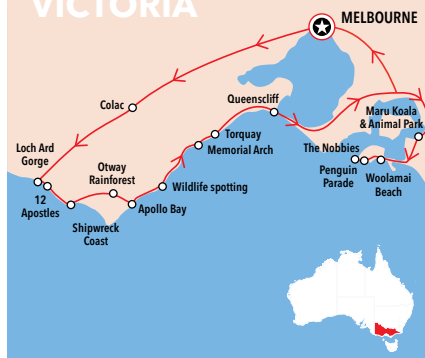 VICTORIA
MELBOURNE
Colac
Queenscliff
Maru Koala
& Animal Park
Torquay
Memorial Arch
The Nobbies
Loch Ard
Gorge
Otway
Rainforest
Wildlife spotting
Penguin
Parade
Woolamai
Beach
12
Apostles
Apollo Bay
Shipwreck
Coast